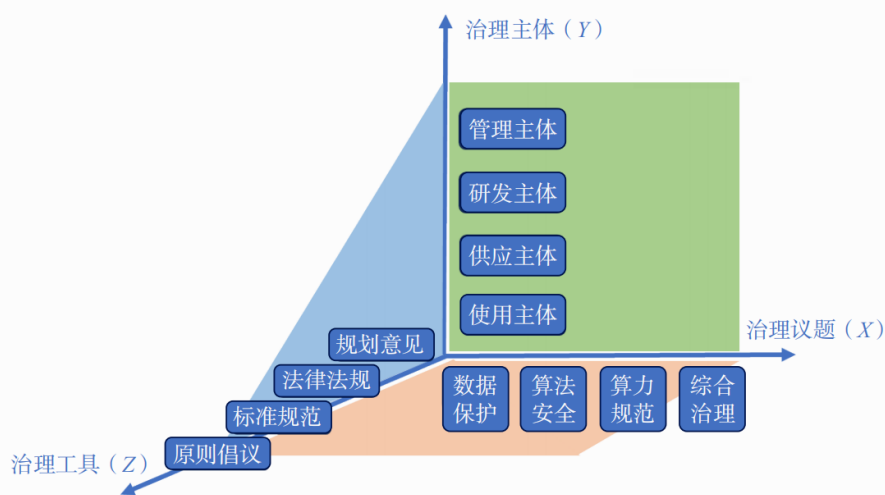 治理主体（Y）
管理主体
研发主体
供应主体
使用主体
治理议题（X）
规划意见
法律法规
标准规范
原则倡议
治理工具（Z）
数据
保护
算法
安全
算力
规范
综合
治理